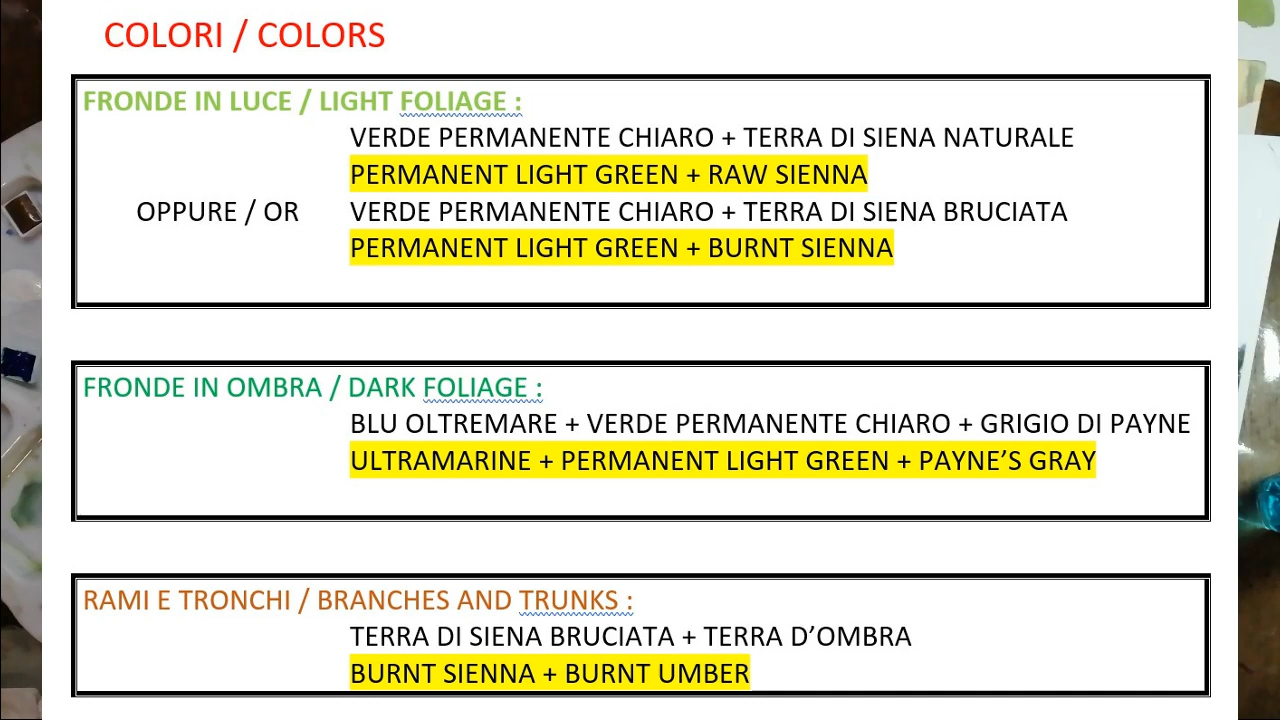 COLORI / COLORS
FRONDE IN LUCE / LIGHT FOLIAGE :
VERDE PERMANENTE CHIARO + TERRA DI SIENA NATURALE
PERMANENT LIGHT GREEN + RAW SIENNA
OPPURE / OR VERDE PERMANENTE CHIARO + TERRA DI SIENA BRUCIATA
PERMANENT LIGHT GREEN + BURNT SIENNA
FRONDE IN OMBRA / DARK FOLIAGE :
BLU OLTREMARE + VERDE PERMANENTE CHIARO + GRIGIO DI PAYNE
ULTRAMARINE + PERMANENT LIGHT GREEN + PAYNE’S GRAY
RAMI E TRONCHI / BRANCHES AND TRUNKS :
TERRA DI SIENA BRUCIATA + TERRA D’OMBRA
BURNT SIENNA + BURNT UMBER